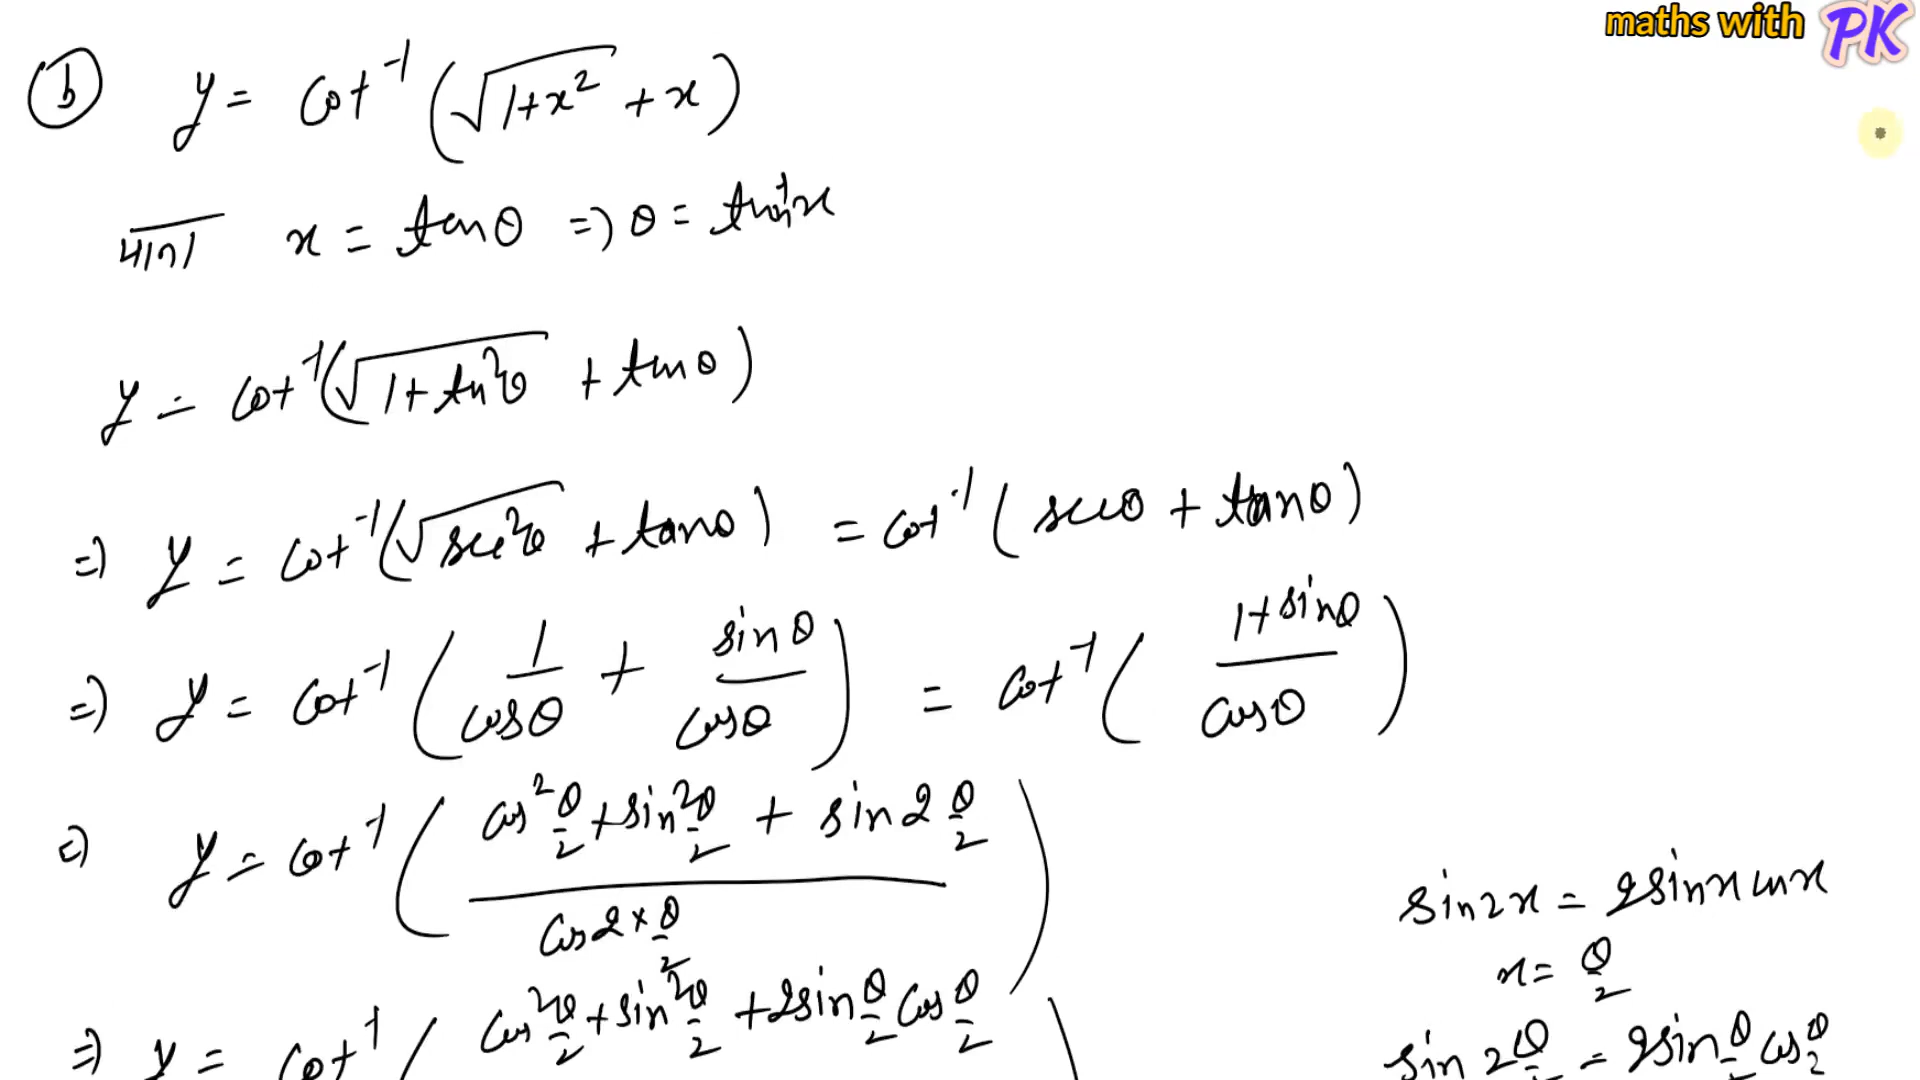 maths with PK
(b) y = cot⁻¹(√(1+x²) + x)
माना x = tanθ => θ = tan⁻¹x
y = cot⁻¹(√(1+tan²θ) + tanθ)
=> y = cot⁻¹(√(sec²θ) + tanθ) = cot⁻¹(secθ + tanθ)
=> y = cot⁻¹(1/cosθ + sinθ/cosθ) = cot⁻¹((1+sinθ)/cosθ)
=> y = cot⁻¹((cos²θ/2 + sin²θ/2 + sin2θ/2)/(cos2×θ/2))
=> y = cot⁻¹(cos²θ/2 + sin²θ/2 + 2sinθ/2 cosθ/2
sin2x = 2sinx cosx
x = θ/2
sin2θ/2 = 2sinθ/2 cosθ/2